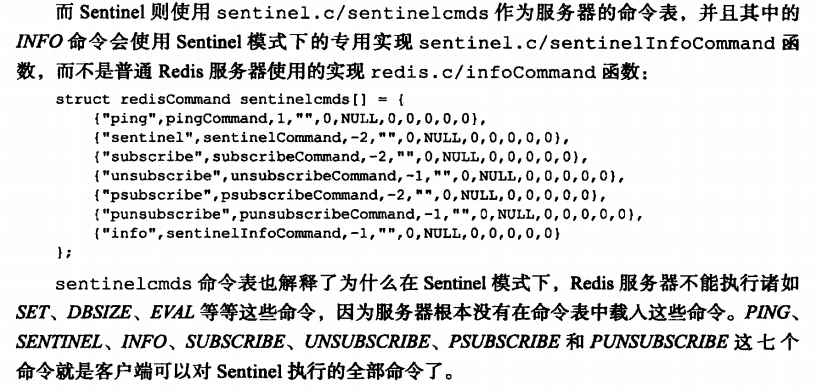 而 Sentinel 则使用 sentinel.c/sentinelcmds 作为服务器的命令表，并且其中的
INFO 命令会使用 Sentinel 模式下的专用实现 sentinel.c/sentinelInfoCommand 函
数，而不是普通 Redis 服务器使用的实现 redis.c/infoCommand 函数：
struct redisCommand sentinelcmds[] = {
    {"ping",pingCommand,1,"",0,NULL,0,0,0,0,0},
    {"sentinel",sentinelCommand,-2,"",0,NULL,0,0,0,0,0},
    {"subscribe",subscribeCommand,-2,"",0,NULL,0,0,0,0,0},
    {"unsubscribe",unsubscribeCommand,-1,"",0,NULL,0,0,0,0,0},
    {"psubscribe",psubscribeCommand,-2,"",0,NULL,0,0,0,0,0},
    {"punsubscribe",punsubscribeCommand,-1,"",0,NULL,0,0,0,0,0},
    {"info",sentinelInfoCommand,-1,"",0,NULL,0,0,0,0,0}
};
sentinelcmds 命令表也解释了为什么在 Sentinel 模式下，Redis 服务器不能执行诸如
SET、DBSIZE、EVAL 等等这些命令，因为服务器根本没有在命令表中载入这些命令。PING、
SENTINEL、INFO、SUBSCRIBE、UNSUBSCRIBE、PSUBSCRIBE 和 PUNSUBSCRIBE 这七个
命令就是客户端可以对 Sentinel 执行的全部命令了。